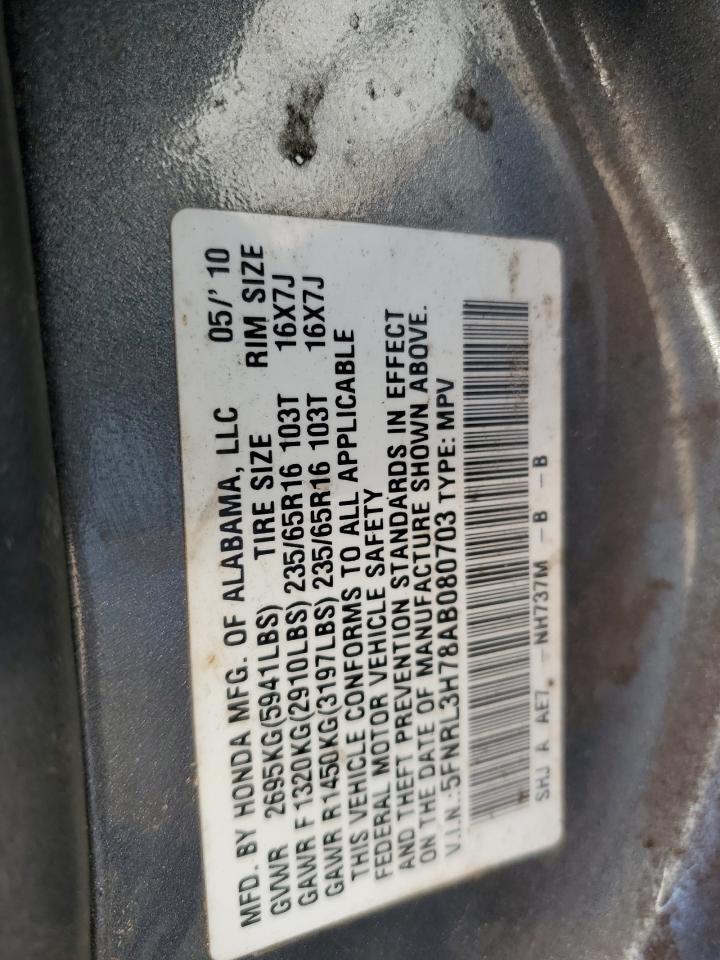 MFD. BY HONDA MFG. OF ALABAMA, LLC 05/' 10
GVWR 2695KG(5941LBS) TIRE SIZE RIM SIZE
GAWR F 1320KG(2910LBS) 235/65R16 103T 16X7J
GAWR R1450KG(3197LBS) 235/65R16 103T 16X7J
THIS VEHICLE CONFORMS TO ALL APPLICABLE
FEDERAL MOTOR VEHICLE SAFETY
AND THEFT PREVENTION STANDARDS IN EFFECT
ON THE DATE OF MANUFACTURE SHOWN ABOVE.
V.I.N.:5FNRL3H78AB080703 TYPE: MPV
SHJ A AE7 -NH737M -B -B